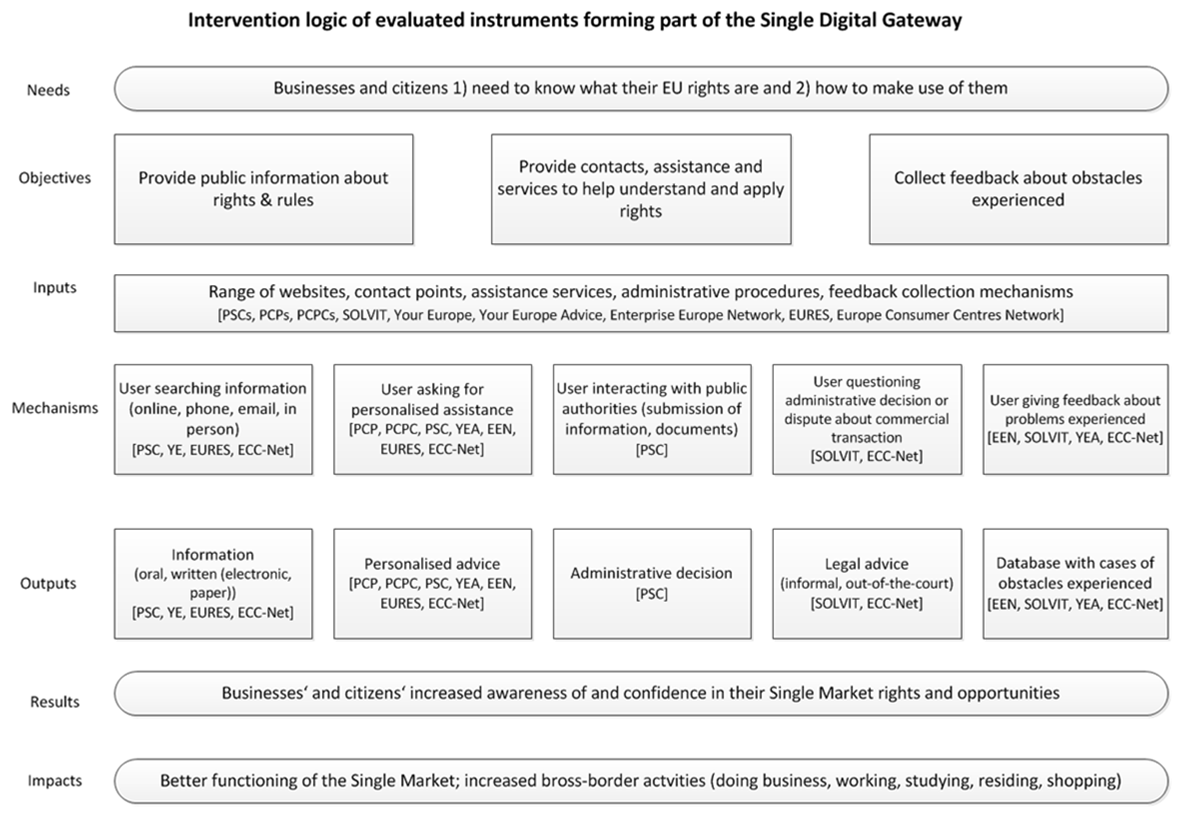 Intervention logic of evaluated instruments forming part of the Single Digital Gateway
Needs
Businesses and citizens 1) need to know what their EU rights are and 2) how to make use of them
Objectives
Provide public information about
rights & rules
Provide contacts, assistance and
services to help understand and apply
rights
Collect feedback about obstacles
experienced
Inputs
Range of websites, contact points, assistance services, administrative procedures, feedback collection mechanisms
[PSCs, PCPs, PCPCs, SOLVIT, Your Europe, Your Europe Advice, Enterprise Europe Network, EURES, Europe Consumer Centres Network]
Mechanisms
User searching information
(online, phone, email, in
person)
[PSC, YE, EURES, ECC-Net]
User asking for
personalised assistance
[PCP, PCPC, PSC, YEA, EEN,
EURES, ECC-Net]
User interacting with public
authorities (submission of
information, documents)
[PSC]
User questioning
administrative decision or
dispute about commercial
transaction
[SOLVIT, ECC-Net]
User giving feedback about
problems experienced
[EEN, SOLVIT, YEA, ECC-Net]
Outputs
Information
(oral, written (electronic,
paper))
[PSC, YE, EURES, ECC-Net]
Personalised advice
[PCP, PCPC, PSC, YEA, EEN,
EURES, ECC-Net]
Administrative decision
[PSC]
Legal advice
(informal, out-of-the-court)
[SOLVIT, ECC-Net]
Database with cases of
obstacles experienced
[EEN, SOLVIT, YEA, ECC-Net]
Results
Businesses‘ and citizens‘ increased awareness of and confidence in their Single Market rights and opportunities
Impacts
Better functioning of the Single Market; increased bross-border actvities (doing business, working, studying, residing, shopping)